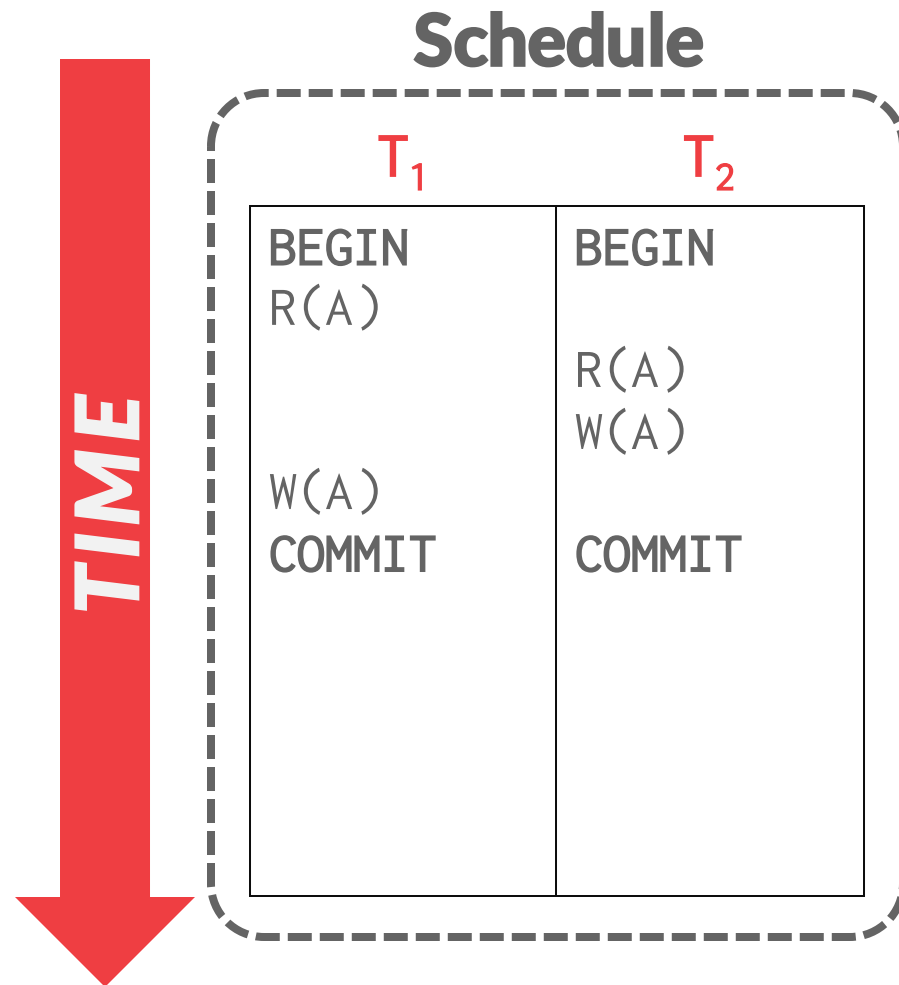 Schedule
T₁ T₂
BEGIN BEGIN
R(A)
R(A)
W(A)
W(A)
COMMIT COMMIT
TIME